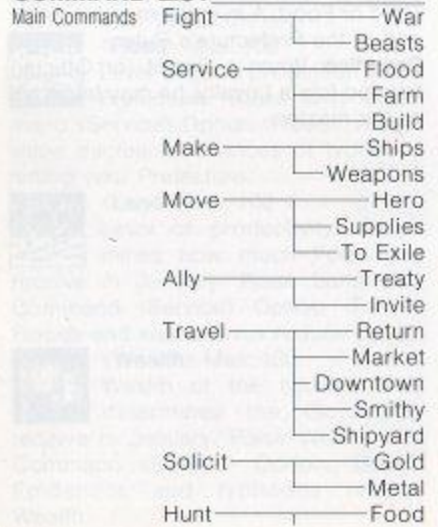 Main Commands Fight War
Beasts
Service Flood
Farm
Build
Make Ships
Weapons
Move Hero
Supplies
To Exile
Ally Treaty
Invite
Travel Return
Market
Downtown
Smithy
Shipyard
Solicit Gold
Metal
Hunt Food